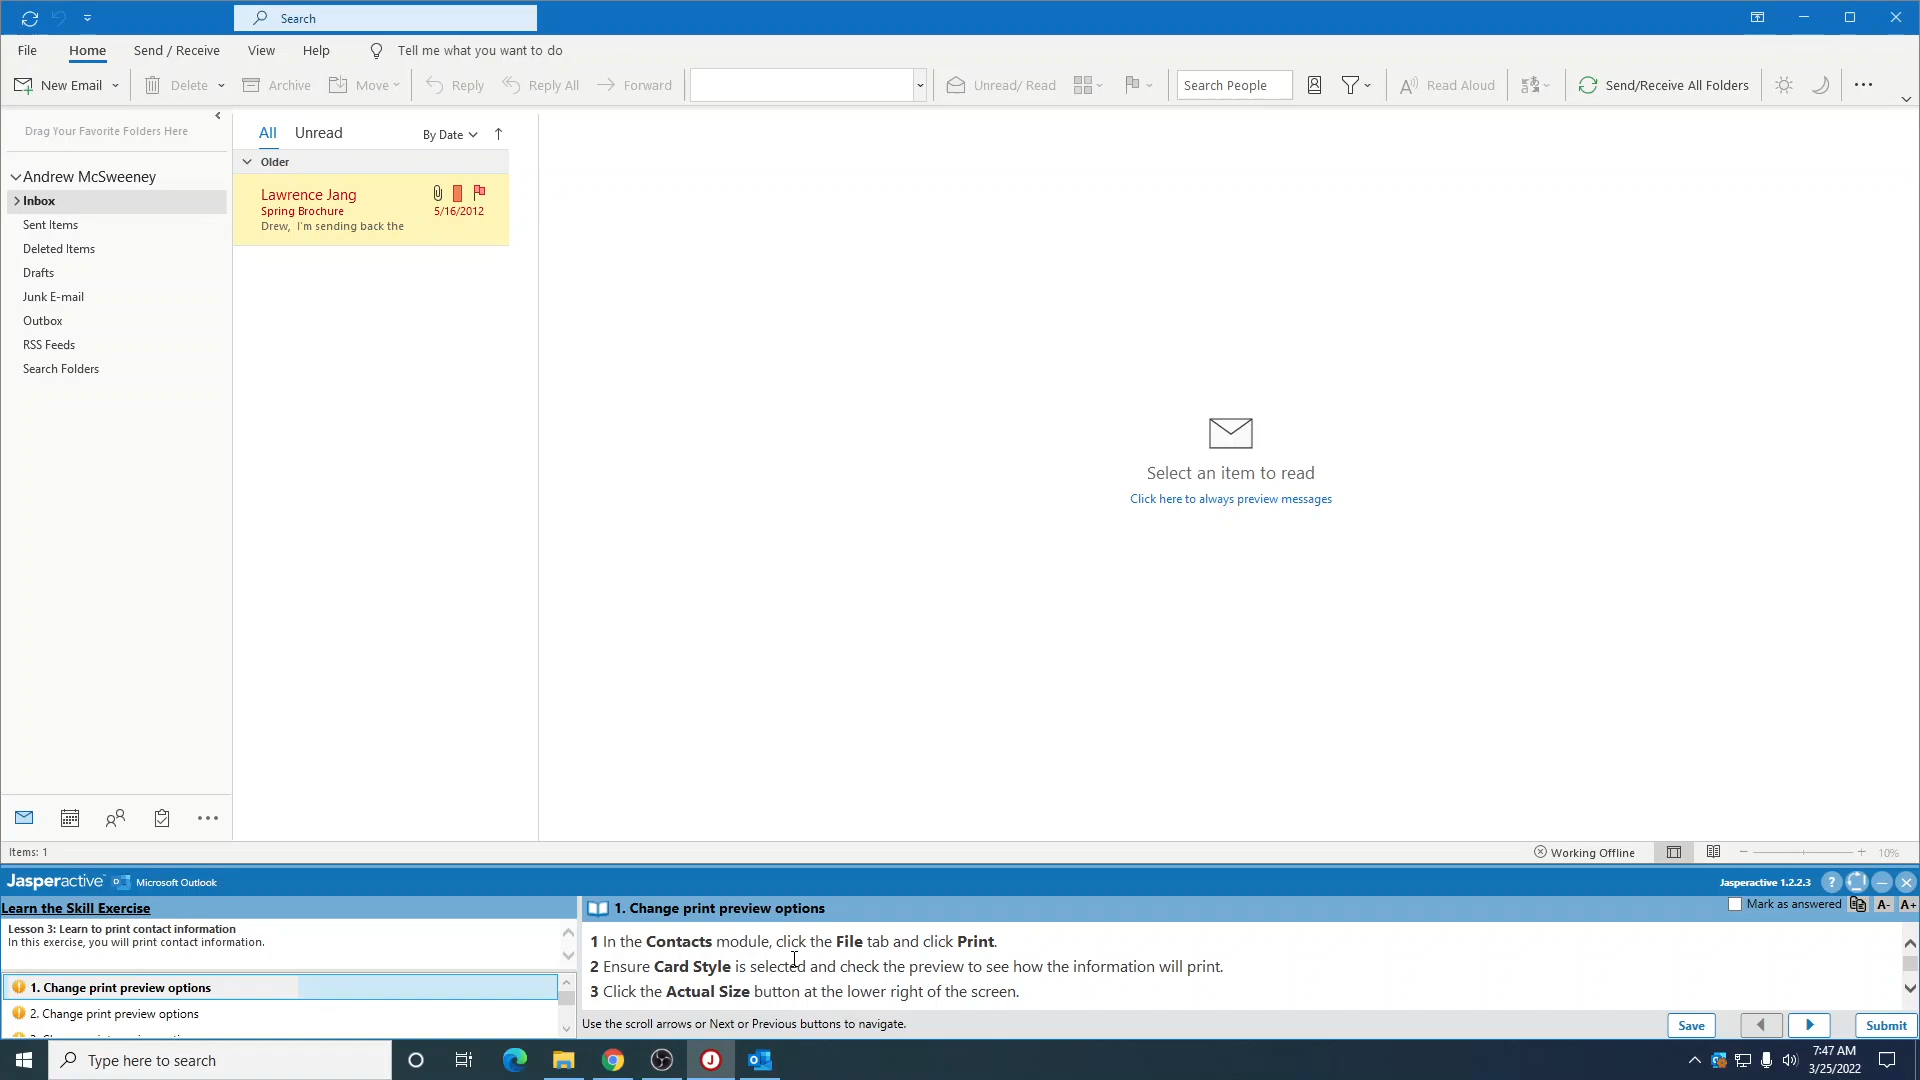 Search
File
Home
Send / Receive
View
Help
Tell me what you want to do
New Email
Delete
Archive
Move
Reply
Reply All
Forward
Unread/ Read
Search People
Read Aloud
Send/Receive All Folders
Drag Your Favorite Folders Here
All
Unread
By Date
Older
Andrew McSweeney
Inbox
Sent Items
Deleted Items
Drafts
Junk E-mail
Outbox
RSS Feeds
Search Folders
Lawrence Jang
Spring Brochure
5/16/2012
Drew,  I'm sending back the
Select an item to read
Click here to always preview messages
Items: 1
Working Offline
10%
Jasperactive
Microsoft Outlook
Jasperactive 1.2.2.3
Learn the Skill Exercise
1. Change print preview options
Mark as answered
A-
A+
Lesson 3: Learn to print contact information
In this exercise, you will print contact information.
1. Change print preview options
2. Change print preview options
1 In the Contacts module, click the File tab and click Print.
2 Ensure Card Style is selected and check the preview to see how the information will print.
3 Click the Actual Size button at the lower right of the screen.
Use the scroll arrows or Next or Previous buttons to navigate.
Save
Submit
Type here to search
7:47 AM
3/25/2022